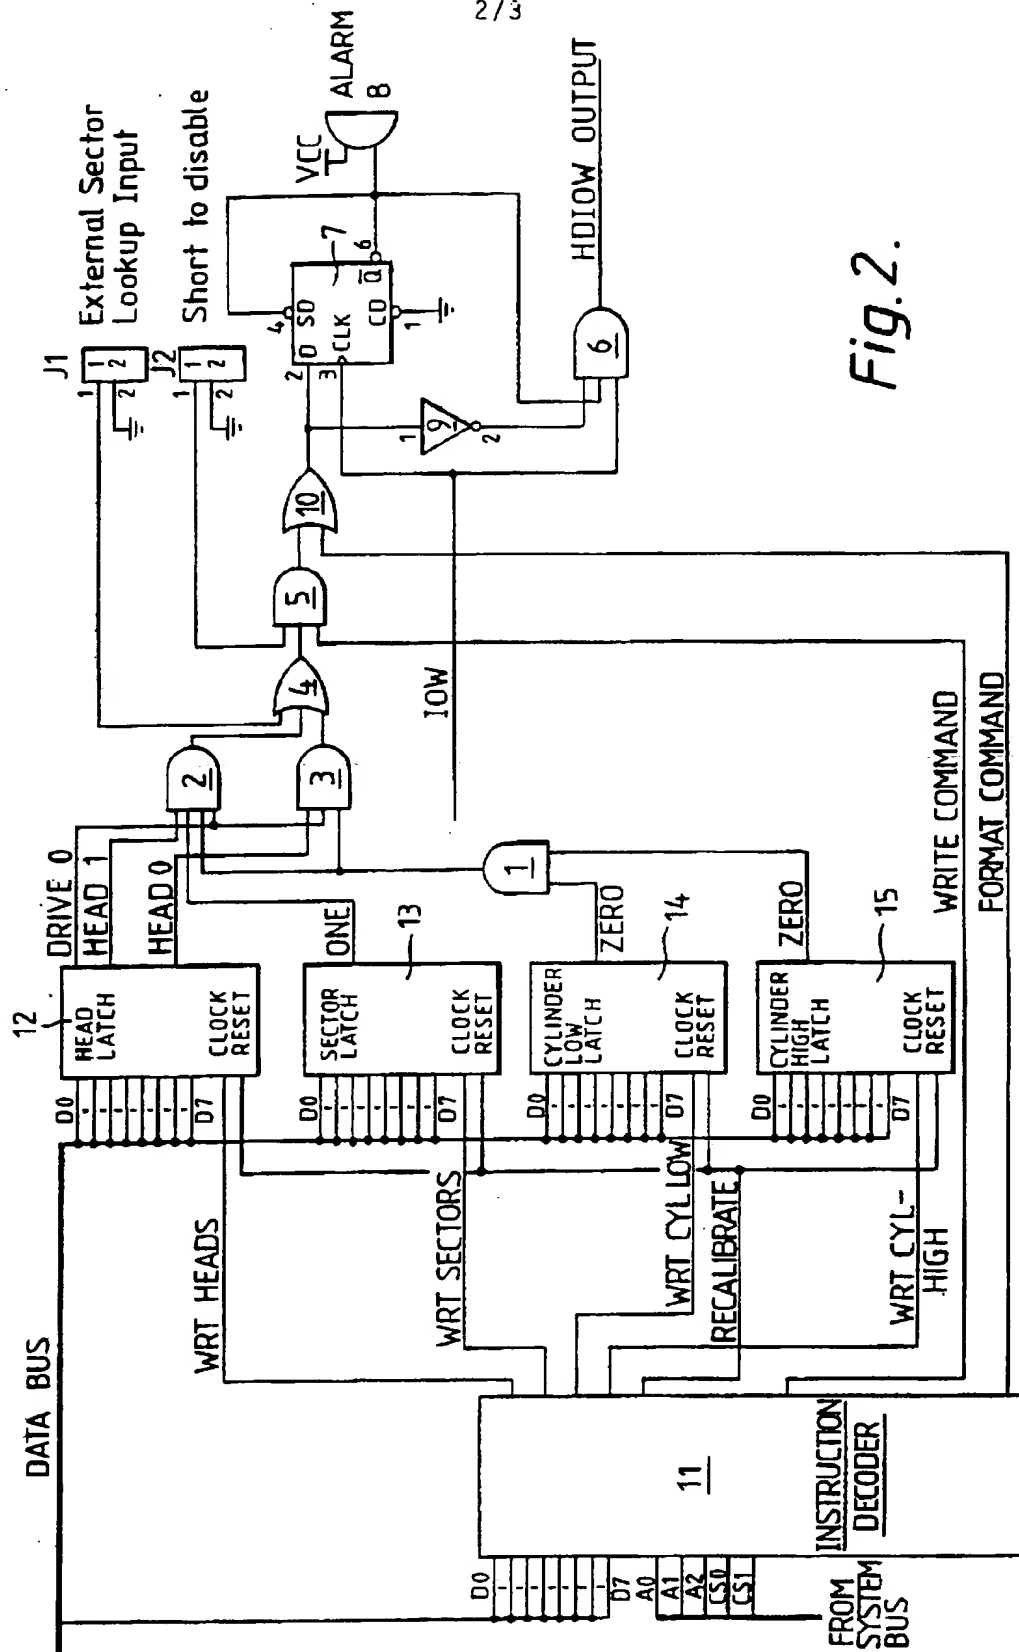 2/3
DATA BUS
12
HEAD
LATCH
CLOCK
RESET
D0
D7
DRIVE 0
HEAD 1
HEAD 0
WRT HEADS
SECTOR
LATCH
CLOCK
RESET
D0
D7
ONE
13
WRT SECTORS
CYLINDER
LOW
LATCH
CLOCK
RESET
D0
D7
ZERO
14
WRT CYL LOW
RECALIBRATE
CYLINDER
HIGH
LATCH
CLOCK
RESET
D0
D7
ZERO
15
WRT CYL-
HIGH
D0
D7
A0
A1
A2
CS0
CS1
FROM
SYSTEM
BUS
11
INSTRUCTION
DECODER
WRITE COMMAND
FORMAT COMMAND
1
2
3
4
5
10
IOW
J1
1
2
1
2
External Sector
Lookup Input
J2
1
2
1
2
Short to disable
4
2
3
1
6
D
SD
CLK
CD
Q̅
7
1
9
2
6
VCC
ALARM
B
HDIOW OUTPUT
Fig.2.